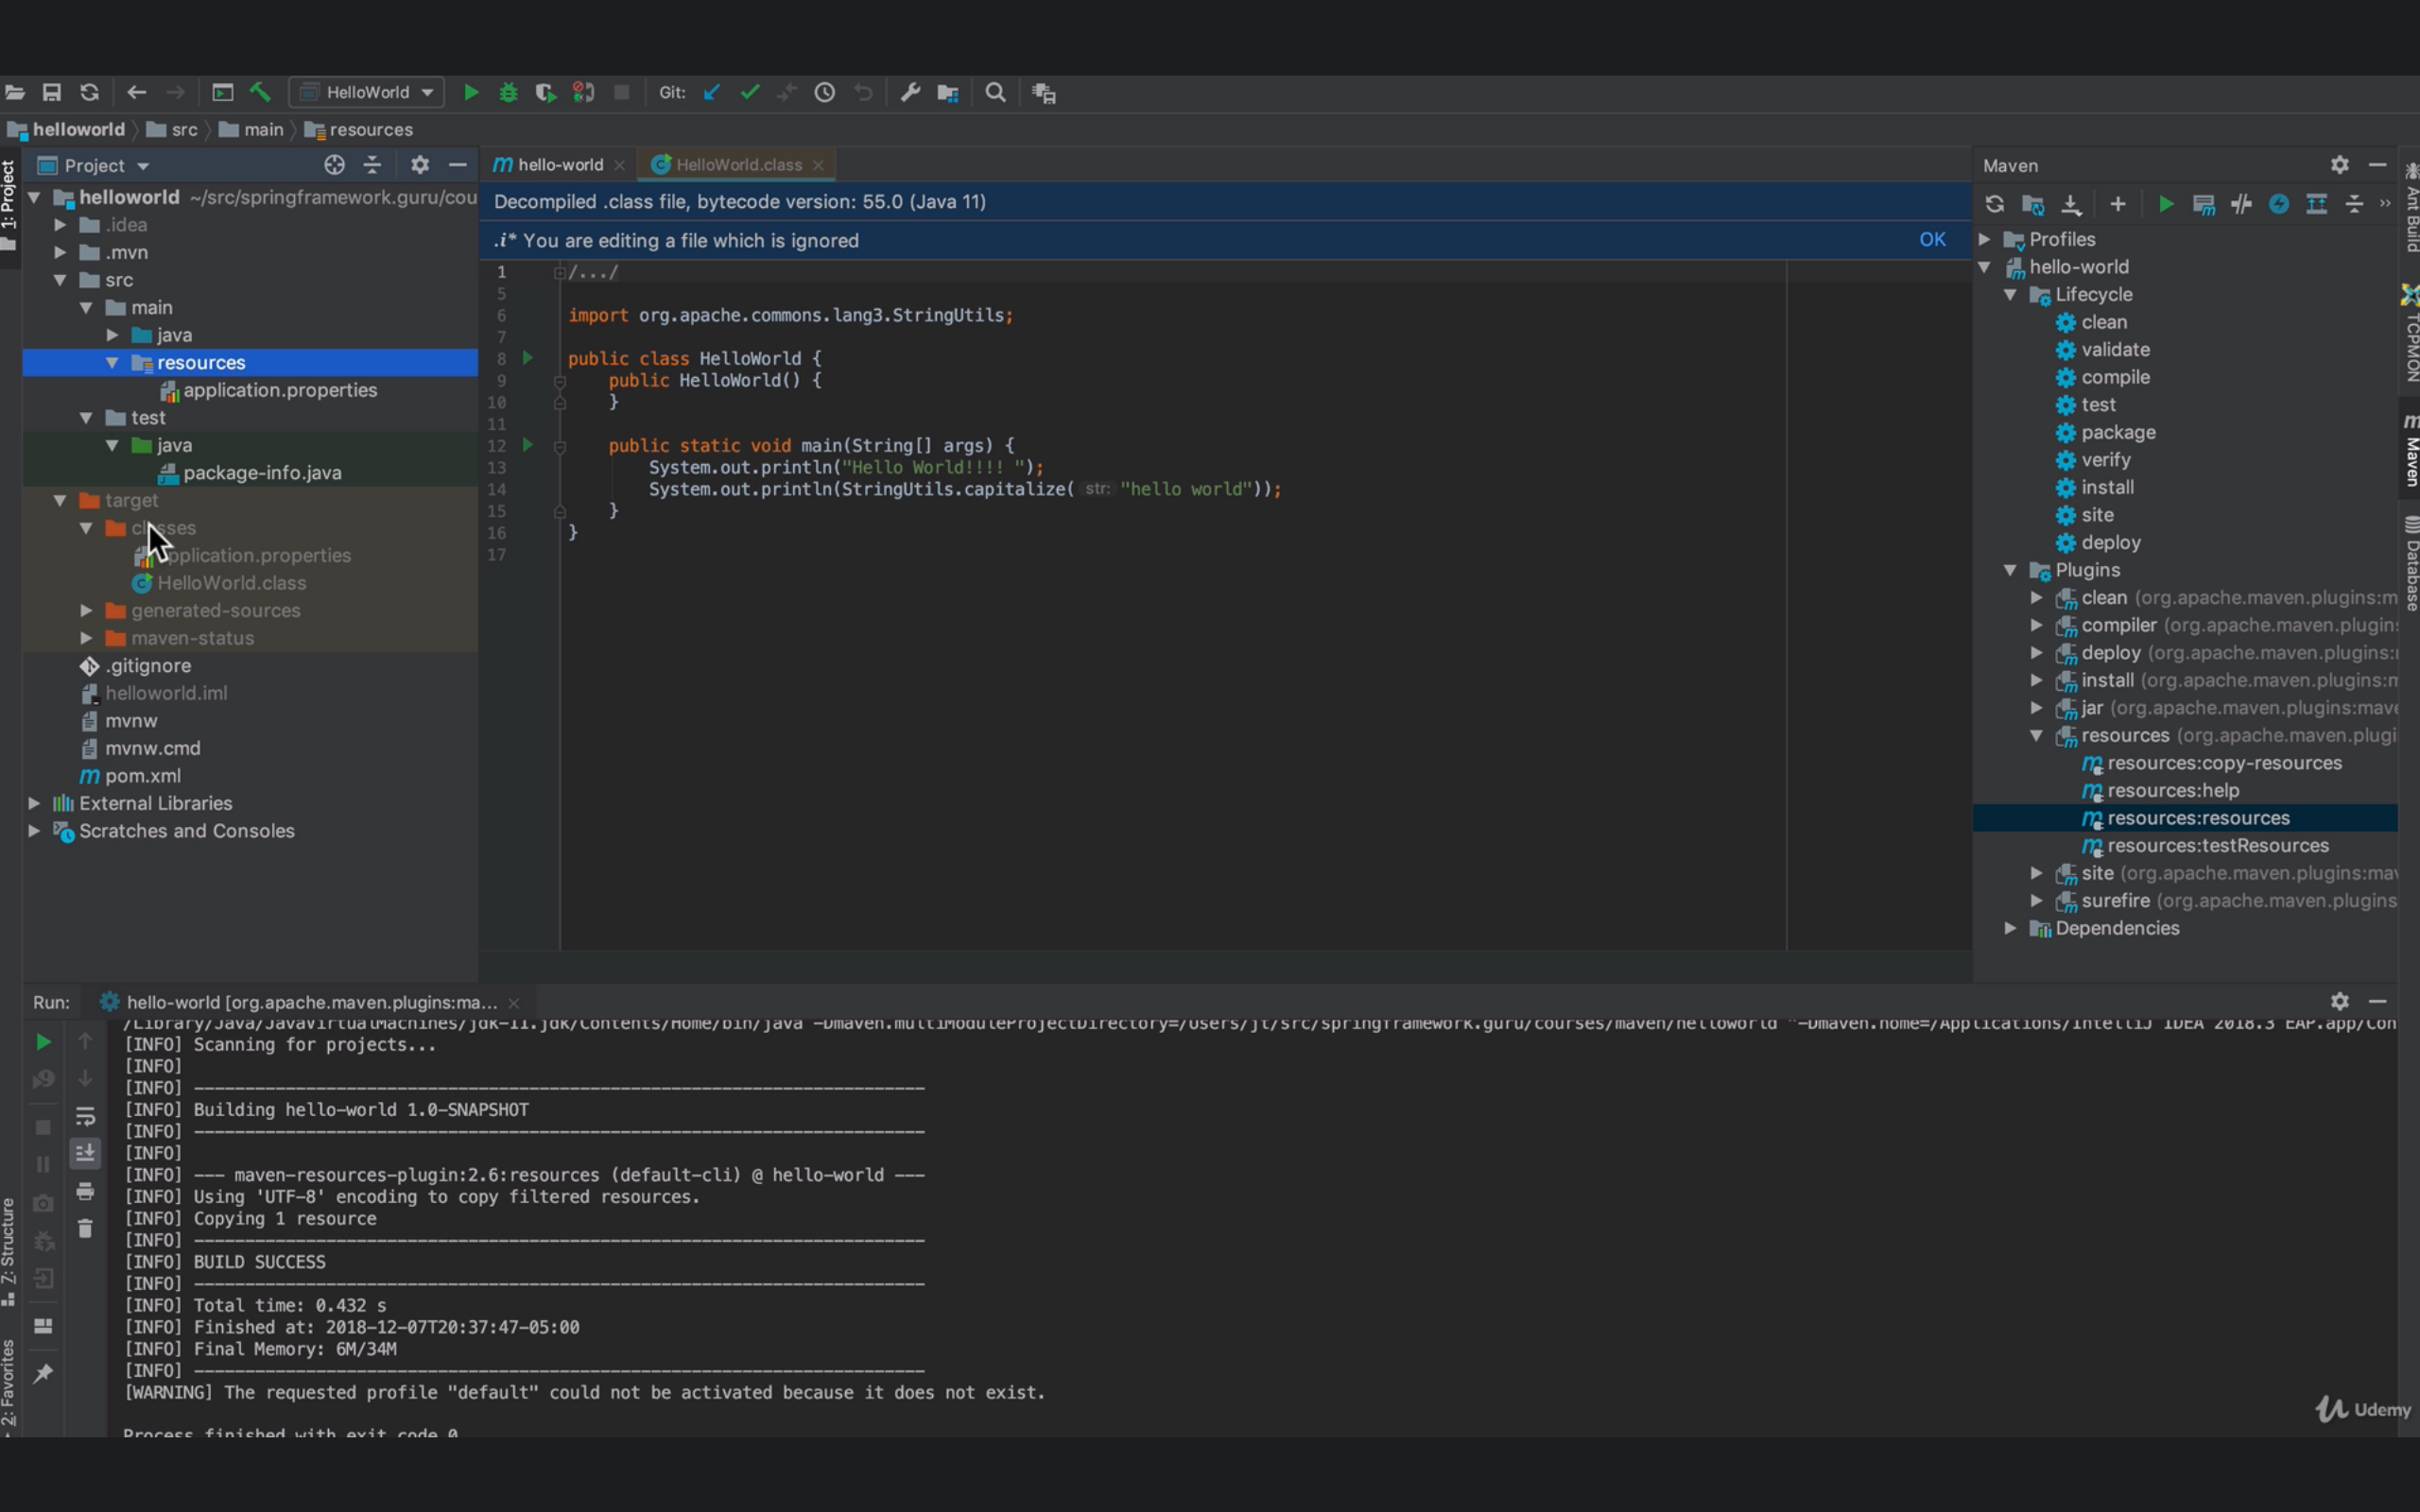 HelloWorld
Git:
helloworld
src
main
resources
1: Project
Project
helloworld ~/src/springframework.guru/cou
.idea
.mvn
src
main
java
resources
application.properties
test
java
package-info.java
target
application.properties
HelloWorld.class
generated-sources
maven-status
.gitignore
helloworld.iml
mvnw
mvnw.cmd
pom.xml
External Libraries
Scratches and Consoles
hello-world
HelloWorld.class
Decompiled .class file, bytecode version: 55.0 (Java 11)
.i* You are editing a file which is ignored
OK
1 /.../
5
6 import org.apache.commons.lang3.StringUtils;
7
8 public class HelloWorld {
9 public HelloWorld() {
10 }
11
12 public static void main(String[] args) {
13 System.out.println("Hello World!!!! ");
14 System.out.println(StringUtils.capitalize( str: "hello world"));
15 }
16 }
17
Maven
Profiles
hello-world
Lifecycle
clean
validate
compile
test
package
verify
install
site
deploy
Plugins
clean (org.apache.maven.plugins:m
compiler (org.apache.maven.plugin
deploy (org.apache.maven.plugins:
install (org.apache.maven.plugins:m
jar (org.apache.maven.plugins:mav
resources (org.apache.maven.plugi
resources:copy-resources
resources:help
resources:resources
resources:testResources
site (org.apache.maven.plugins:ma
surefire (org.apache.maven.plugins
Dependencies
Ant Build
TCPMON
Maven
Database
Run:
hello-world [org.apache.maven.plugins:ma...
/Library/Java/JavaVirtualMachines/jdk-11.jdk/Contents/Home/bin/java -Dmaven.multiModuleProjectDirectory=/Users/jt/src/springframework.guru/courses/maven/helloworld "-Dmaven.home=/Applications/IntelliJ IDEA 2018.3 EAP.app/Con
[INFO] Scanning for projects...
[INFO]
[INFO] ------------------------------------------------------------------------
[INFO] Building hello-world 1.0-SNAPSHOT
[INFO] ------------------------------------------------------------------------
[INFO]
[INFO] --- maven-resources-plugin:2.6:resources (default-cli) @ hello-world ---
[INFO] Using 'UTF-8' encoding to copy filtered resources.
[INFO] Copying 1 resource
[INFO] ------------------------------------------------------------------------
[INFO] BUILD SUCCESS
[INFO] ------------------------------------------------------------------------
[INFO] Total time: 0.432 s
[INFO] Finished at: 2018-12-07T20:37:47-05:00
[INFO] Final Memory: 6M/34M
[INFO] ------------------------------------------------------------------------
[WARNING] The requested profile "default" could not be activated because it does not exist.
Process finished with exit code 0
Z: Structure
2: Favorites
Udemy